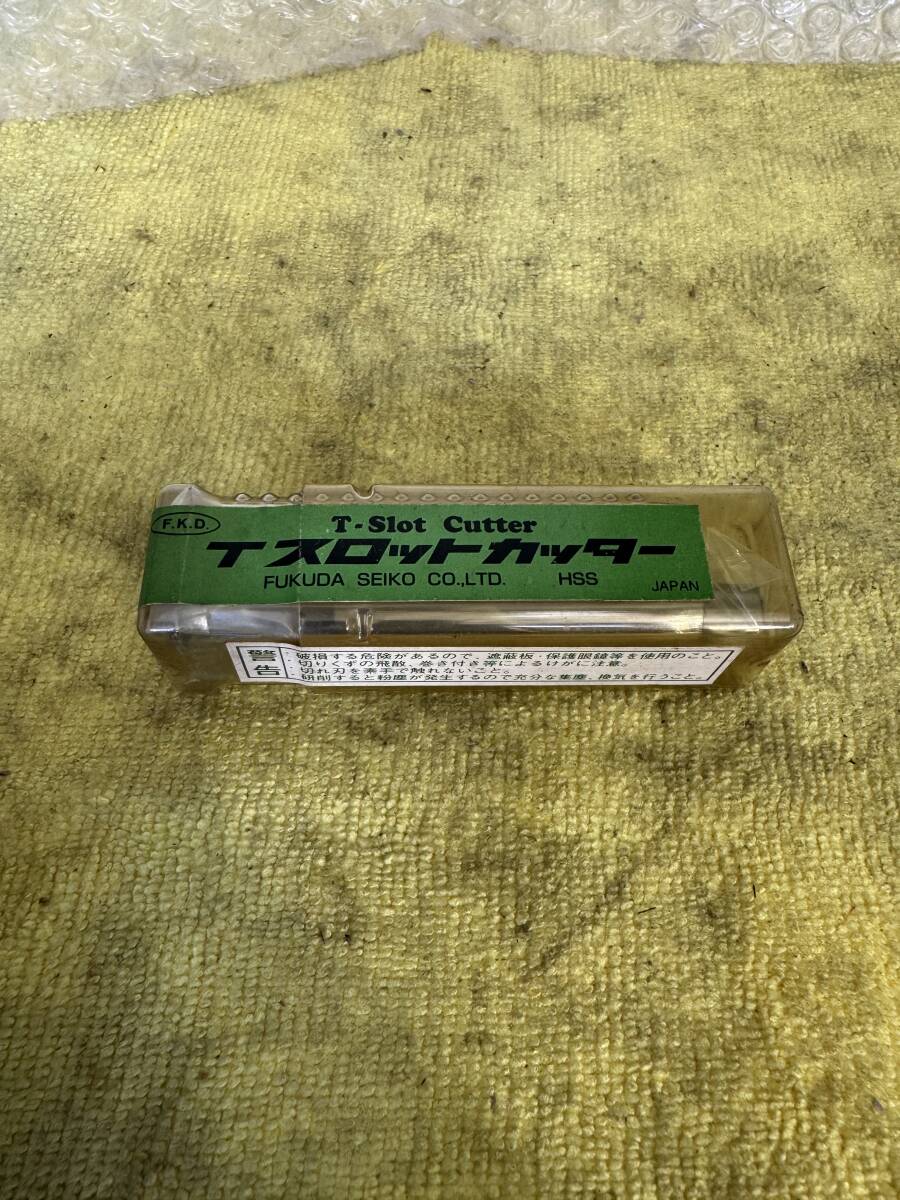 F.K.D.
T-Slot Cutter
Tスロットカッター
FUKUDA SEIKO CO.,LTD. HSS JAPAN
警告
破損する危険があるので、遮蔽板・保護眼鏡等を使用のこと。
切りくずの飛散、巻き付き等によるけがに注意。
切れ刃を素手で触れないこと。
研削すると粉塵が発生するので充分な集塵、換気を行うこと。